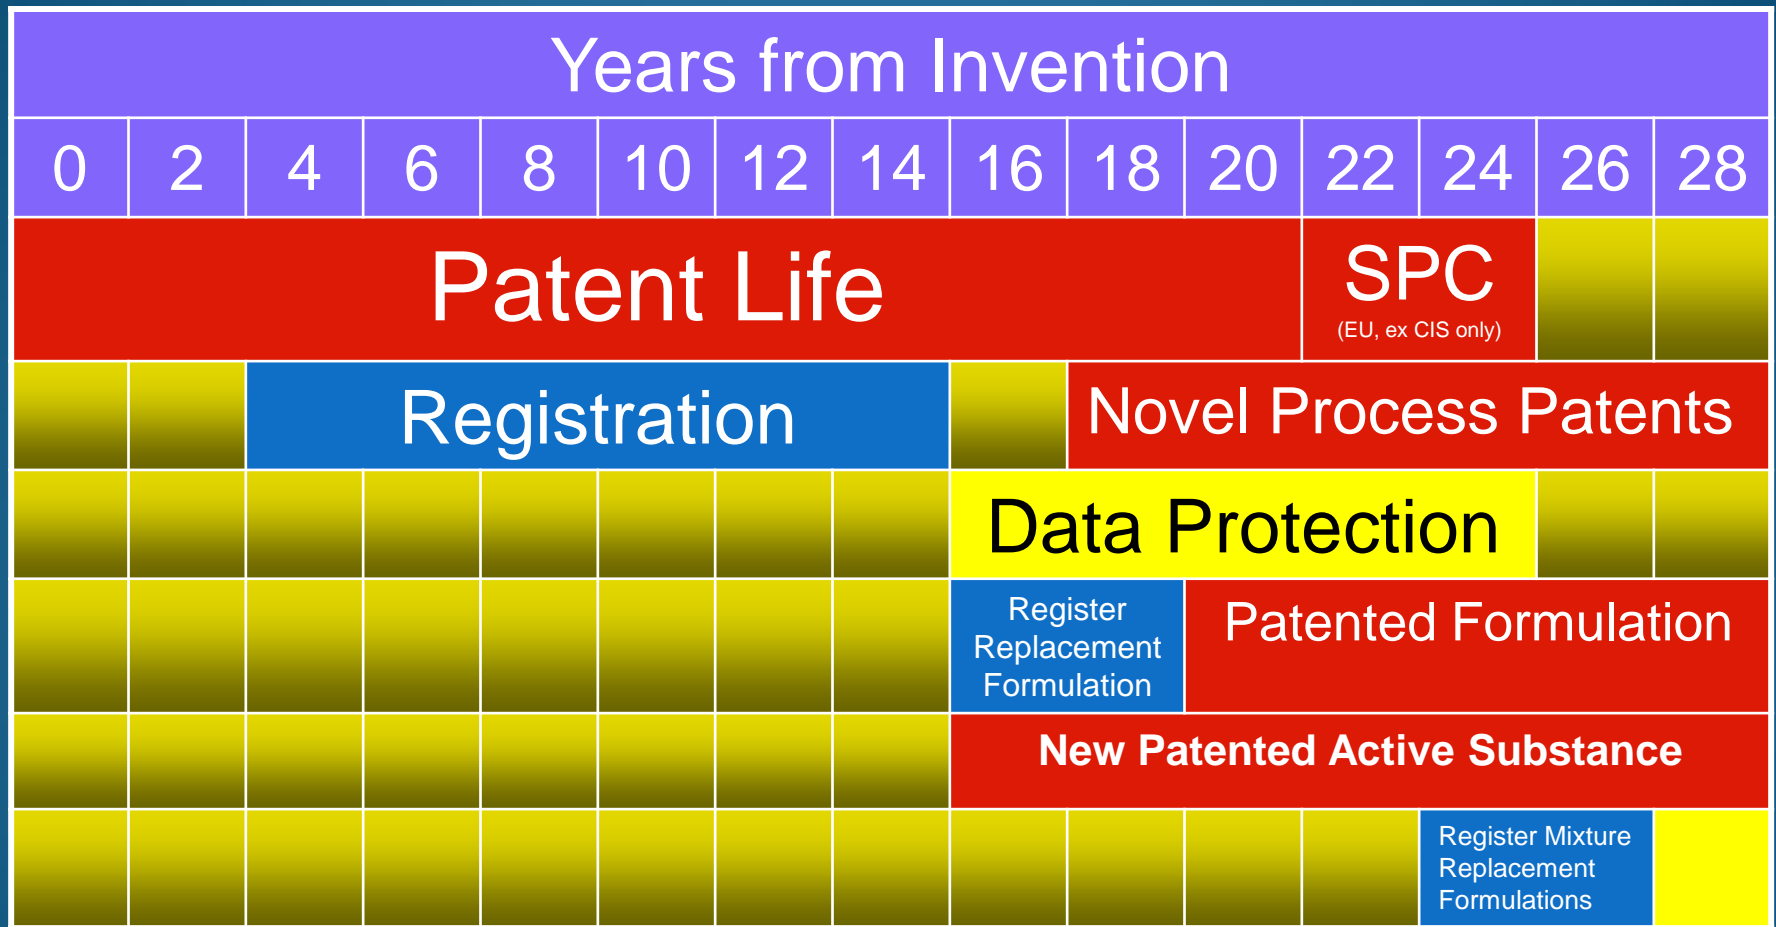 Years from Invention
0 2 4 6 8 10 12 14 16 18 20 22 24 26 28
Patent Life
SPC
(EU, ex CIS only)
Registration
Novel Process Patents
Data Protection
Register
Replacement
Formulation
Patented Formulation
New Patented Active Substance
Register Mixture
Replacement
Formulations